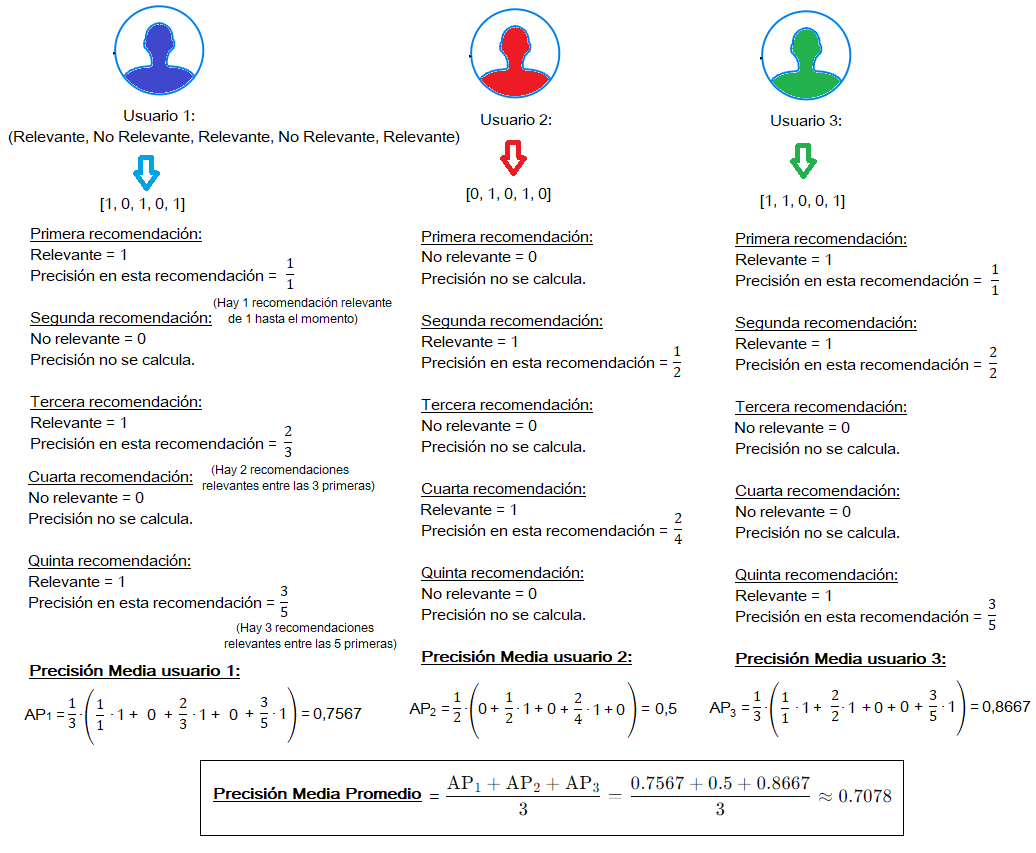 Usuario 1:
(Relevante, No Relevante, Relevante, No Relevante, Relevante)
[1, 0, 1, 0, 1]
Primera recomendación:
Relevante = 1
Precisión en esta recomendación = 1/1
(Hay 1 recomendación relevante
de 1 hasta el momento)
Segunda recomendación:
No relevante = 0
Precisión no se calcula.
Tercera recomendación:
Relevante = 1
Precisión en esta recomendación = 2/3
(Hay 2 recomendaciones
relevantes entre las 3 primeras)
Cuarta recomendación:
No relevante = 0
Precisión no se calcula.
Quinta recomendación:
Relevante = 1
Precisión en esta recomendación = 3/5
(Hay 3 recomendaciones
relevantes entre las 5 primeras)
Precisión Media usuario 1:
AP₁ = 1/3 · (1/1 · 1 + 0 + 2/3 · 1 + 0 + 3/5 · 1) = 0,7567
Usuario 2:
[0, 1, 0, 1, 0]
Primera recomendación:
No relevante = 0
Precisión no se calcula.
Segunda recomendación:
Relevante = 1
Precisión en esta recomendación = 1/2
Tercera recomendación:
No relevante = 0
Precisión no se calcula.
Cuarta recomendación:
Relevante = 1
Precisión en esta recomendación = 2/4
Quinta recomendación:
No relevante = 0
Precisión no se calcula.
Precisión Media usuario 2:
AP₂ = 1/2 · (0 + 1/2 · 1 + 0 + 2/4 · 1 + 0) = 0,5
Usuario 3:
[1, 1, 0, 0, 1]
Primera recomendación:
Relevante = 1
Precisión en esta recomendación = 1/1
Segunda recomendación:
Relevante = 1
Precisión en esta recomendación = 2/2
Tercera recomendación:
No relevante = 0
Precisión no se calcula.
Cuarta recomendación:
No relevante = 0
Precisión no se calcula.
Quinta recomendación:
Relevante = 1
Precisión en esta recomendación = 3/5
Precisión Media usuario 3:
AP₃ = 1/3 · (1/1 · 1 + 2/2 · 1 + 0 + 0 + 3/5 · 1) = 0,8667
Precisión Media Promedio = (AP₁ + AP₂ + AP₃)/3 = (0.7567 + 0.5 + 0.8667)/3 ≈ 0.7078